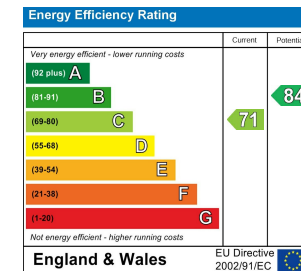 Energy Efficiency Rating
Current Potentia
Very energy efficient - lower running costs
(92 plus) A
(81-91) B
84
(69-80) C
71
(55-68) D
(39-54) E
(21-38) F
(1-20) G
Not energy efficient - higher running costs
England & Wales
EU Directive
2002/91/EC